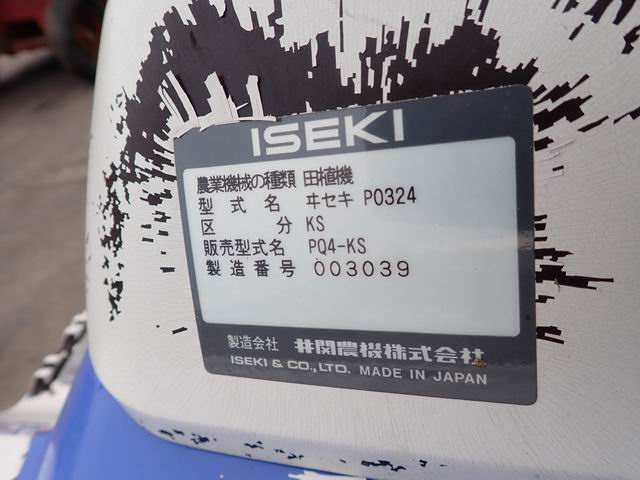 ISEKI
農業機械の種類 田植機
型式名 ヰセキ PO324
区分 KS
販売型式名 PQ4-KS
製造番号 003039
製造会社 井関農機株式会社
ISEKI & CO., LTD. MADE IN JAPAN